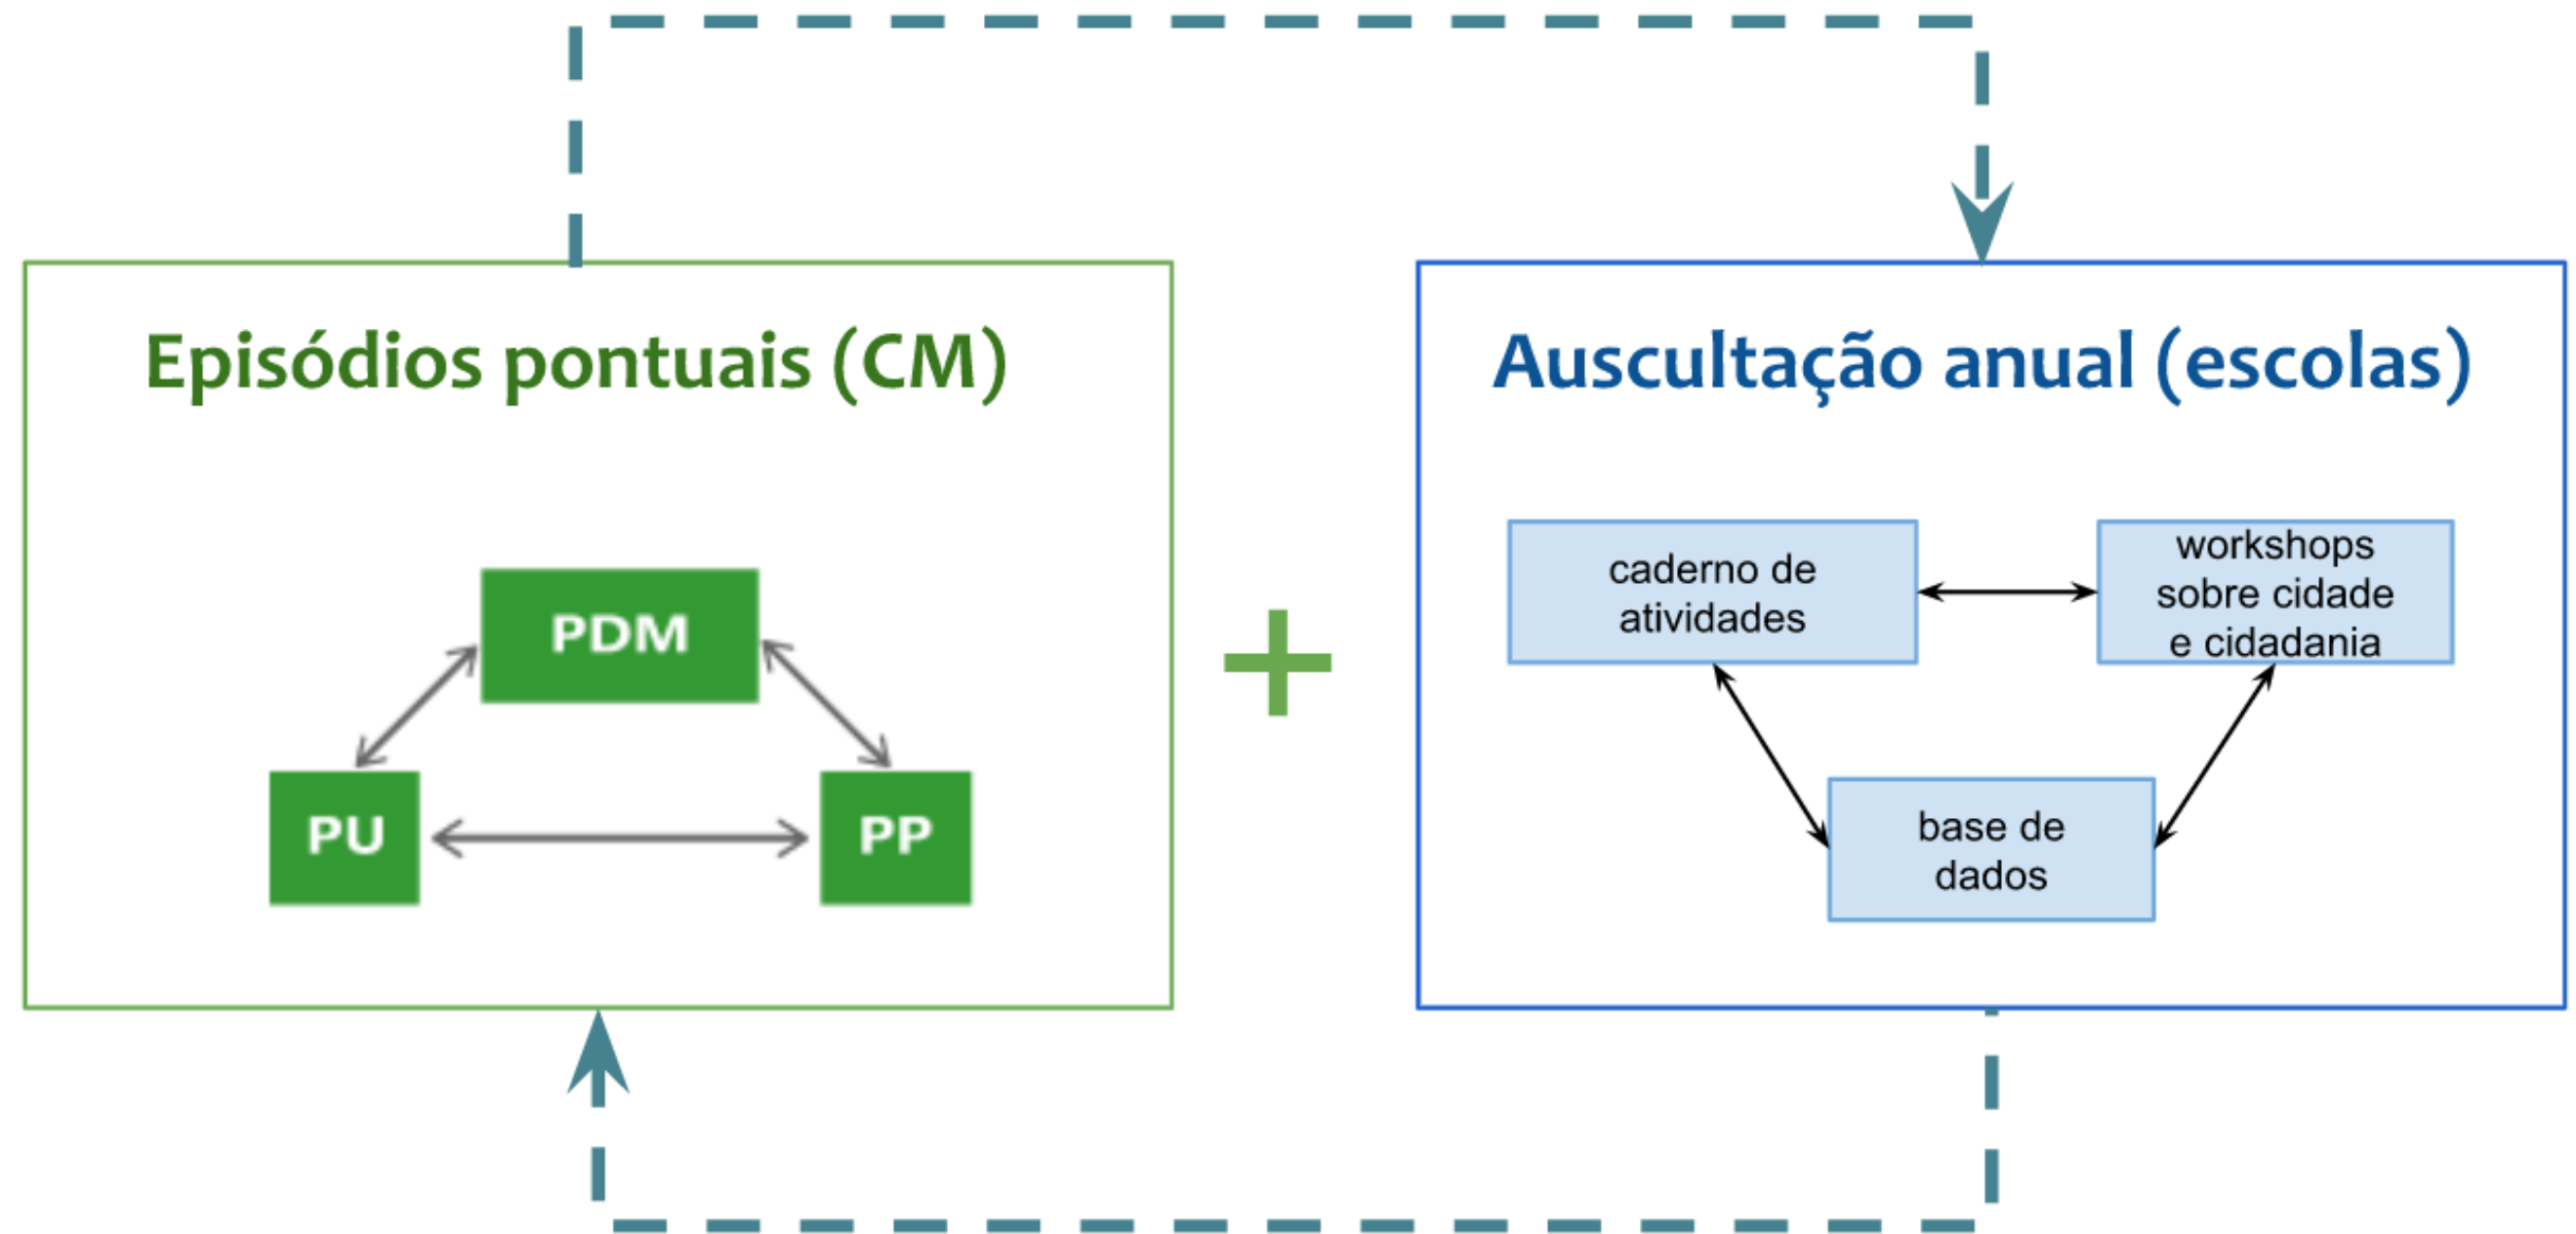 Episódios pontuais (CM)
PDM
PU
PP
+
Auscultação anual (escolas)
caderno de
atividades
workshops
sobre cidade
e cidadania
base de
dados